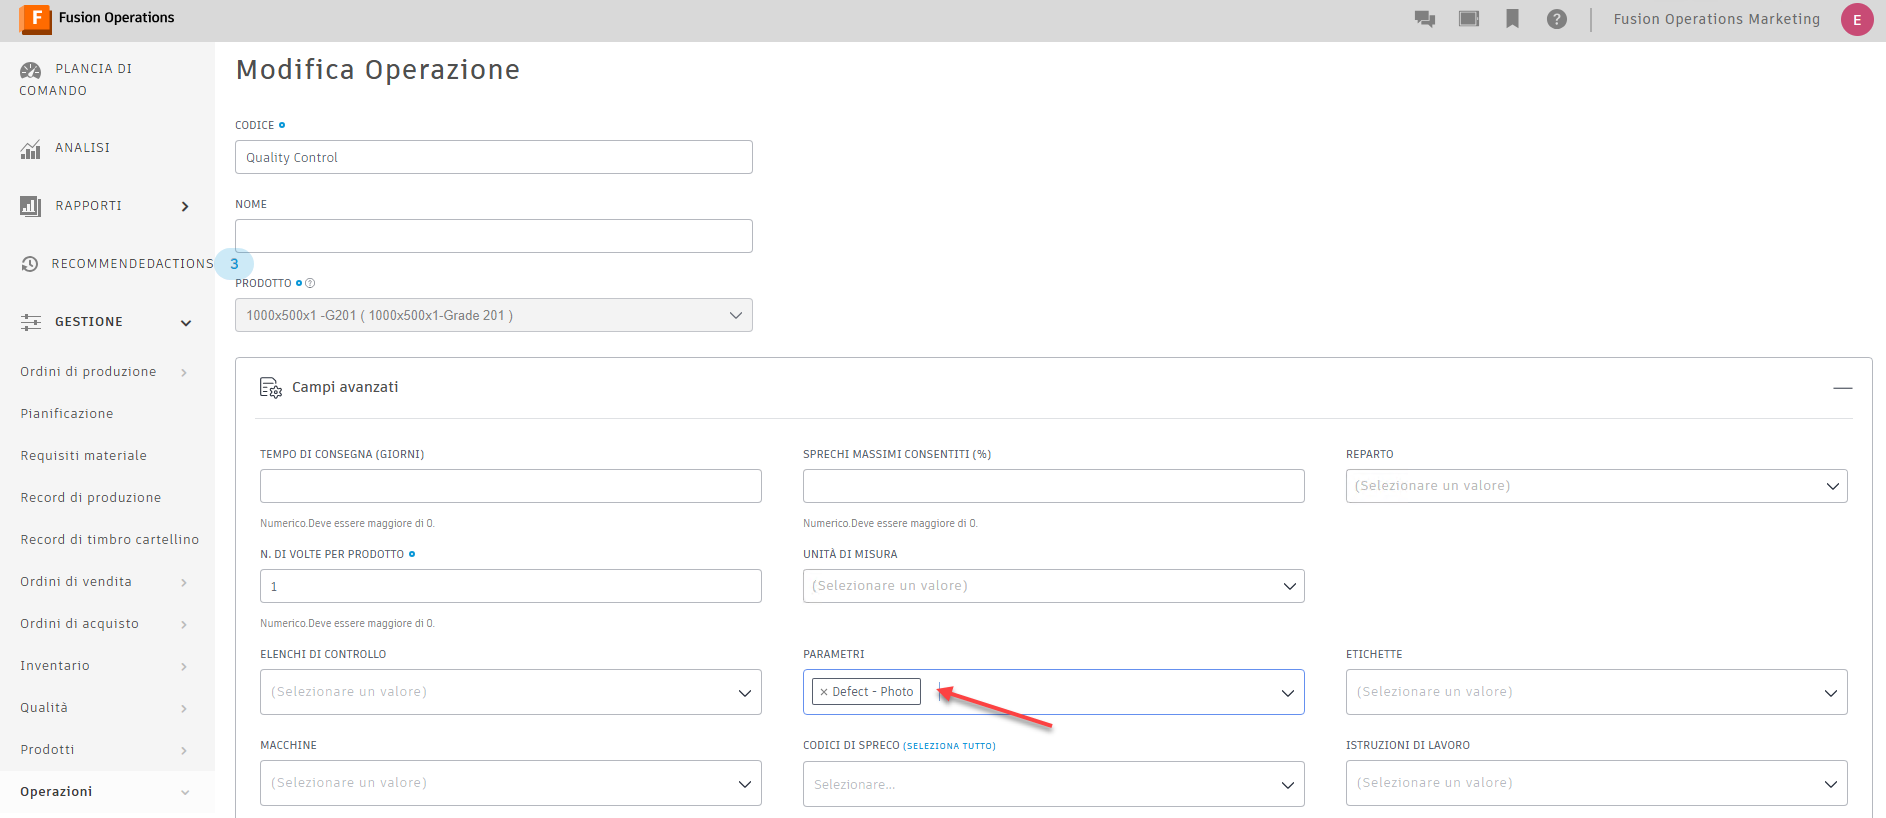 F Fusion Operations
? Fusion Operations Marketing E
PLANCIA DI
COMANDO
ANALISI
RAPPORTI
RECOMMENDEDACTIONS 3
GESTIONE
Ordini di produzione
Pianificazione
Requisiti materiale
Record di produzione
Record di timbro cartellino
Ordini di vendita
Ordini di acquisto
Inventario
Qualità
Prodotti
Operazioni
Modifica Operazione
CODICE
Quality Control
NOME
PRODOTTO ?
1000x500x1 -G201 ( 1000x500x1-Grade 201 )
Campi avanzati
TEMPO DI CONSEGNA (GIORNI) SPRECHI MASSIMI CONSENTITI (%) REPARTO
(Selezionare un valore)
Numerico.Deve essere maggiore di 0. Numerico.Deve essere maggiore di 0.
N. DI VOLTE PER PRODOTTO UNITÀ DI MISURA
1 (Selezionare un valore)
Numerico.Deve essere maggiore di 0.
ELENCHI DI CONTROLLO PARAMETRI ETICHETTE
(Selezionare un valore) × Defect - Photo (Selezionare un valore)
MACCHINE CODICI DI SPRECO (SELEZIONA TUTTO) ISTRUZIONI DI LAVORO
(Selezionare un valore) Selezionare... (Selezionare un valore)